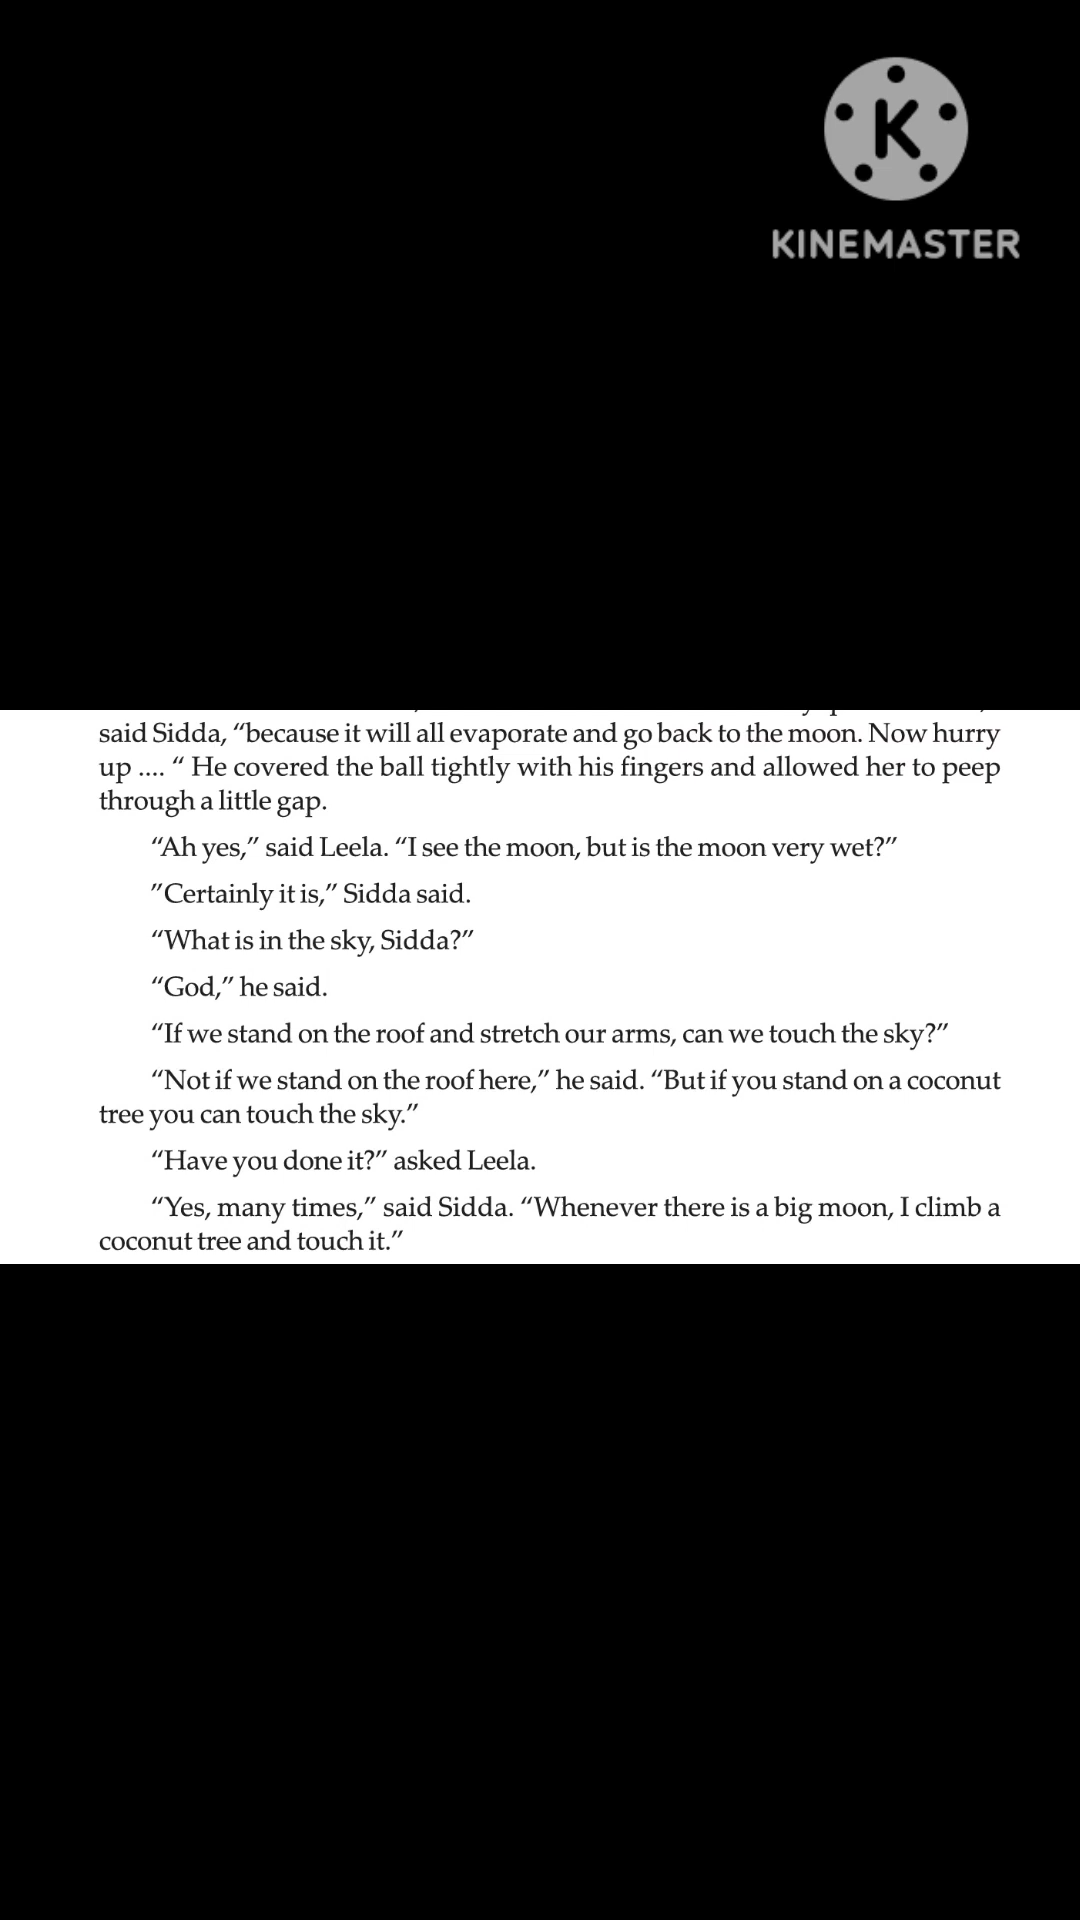 K
KINEMASTER
said Sidda, “because it will all evaporate and go back to the moon. Now hurry
up .... “ He covered the ball tightly with his fingers and allowed her to peep
through a little gap.
“Ah yes,” said Leela. “I see the moon, but is the moon very wet?”
”Certainly it is,” Sidda said.
“What is in the sky, Sidda?”
“God,” he said.
“If we stand on the roof and stretch our arms, can we touch the sky?”
“Not if we stand on the roof here,” he said. “But if you stand on a coconut
tree you can touch the sky.”
“Have you done it?” asked Leela.
“Yes, many times,” said Sidda. “Whenever there is a big moon, I climb a
coconut tree and touch it.”